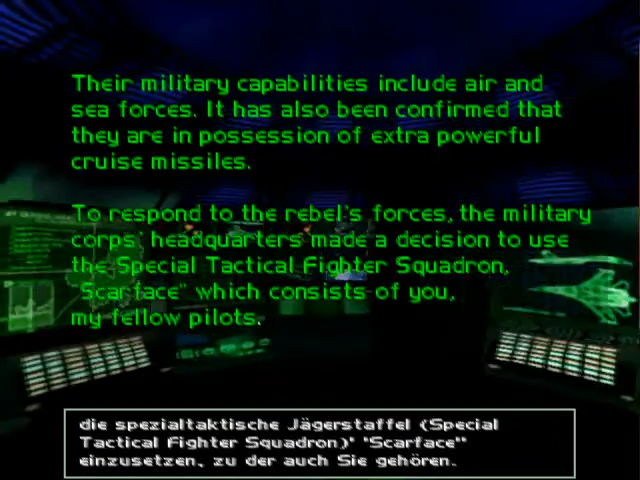 Their military capabilities include air and
sea forces. It has also been confirmed that
they are in possession of extra powerful
cruise missiles.
To respond to the rebel's forces, the military
corps' headquarters made a decision to use
the Special Tactical Fighter Squadron,
"Scarface" which consists of you,
my fellow pilots.
die spezialtaktische Jägerstaffel (Special
Tactical Fighter Squadron)" "Scarface""
einzusetzen, zu der auch Sie gehören.